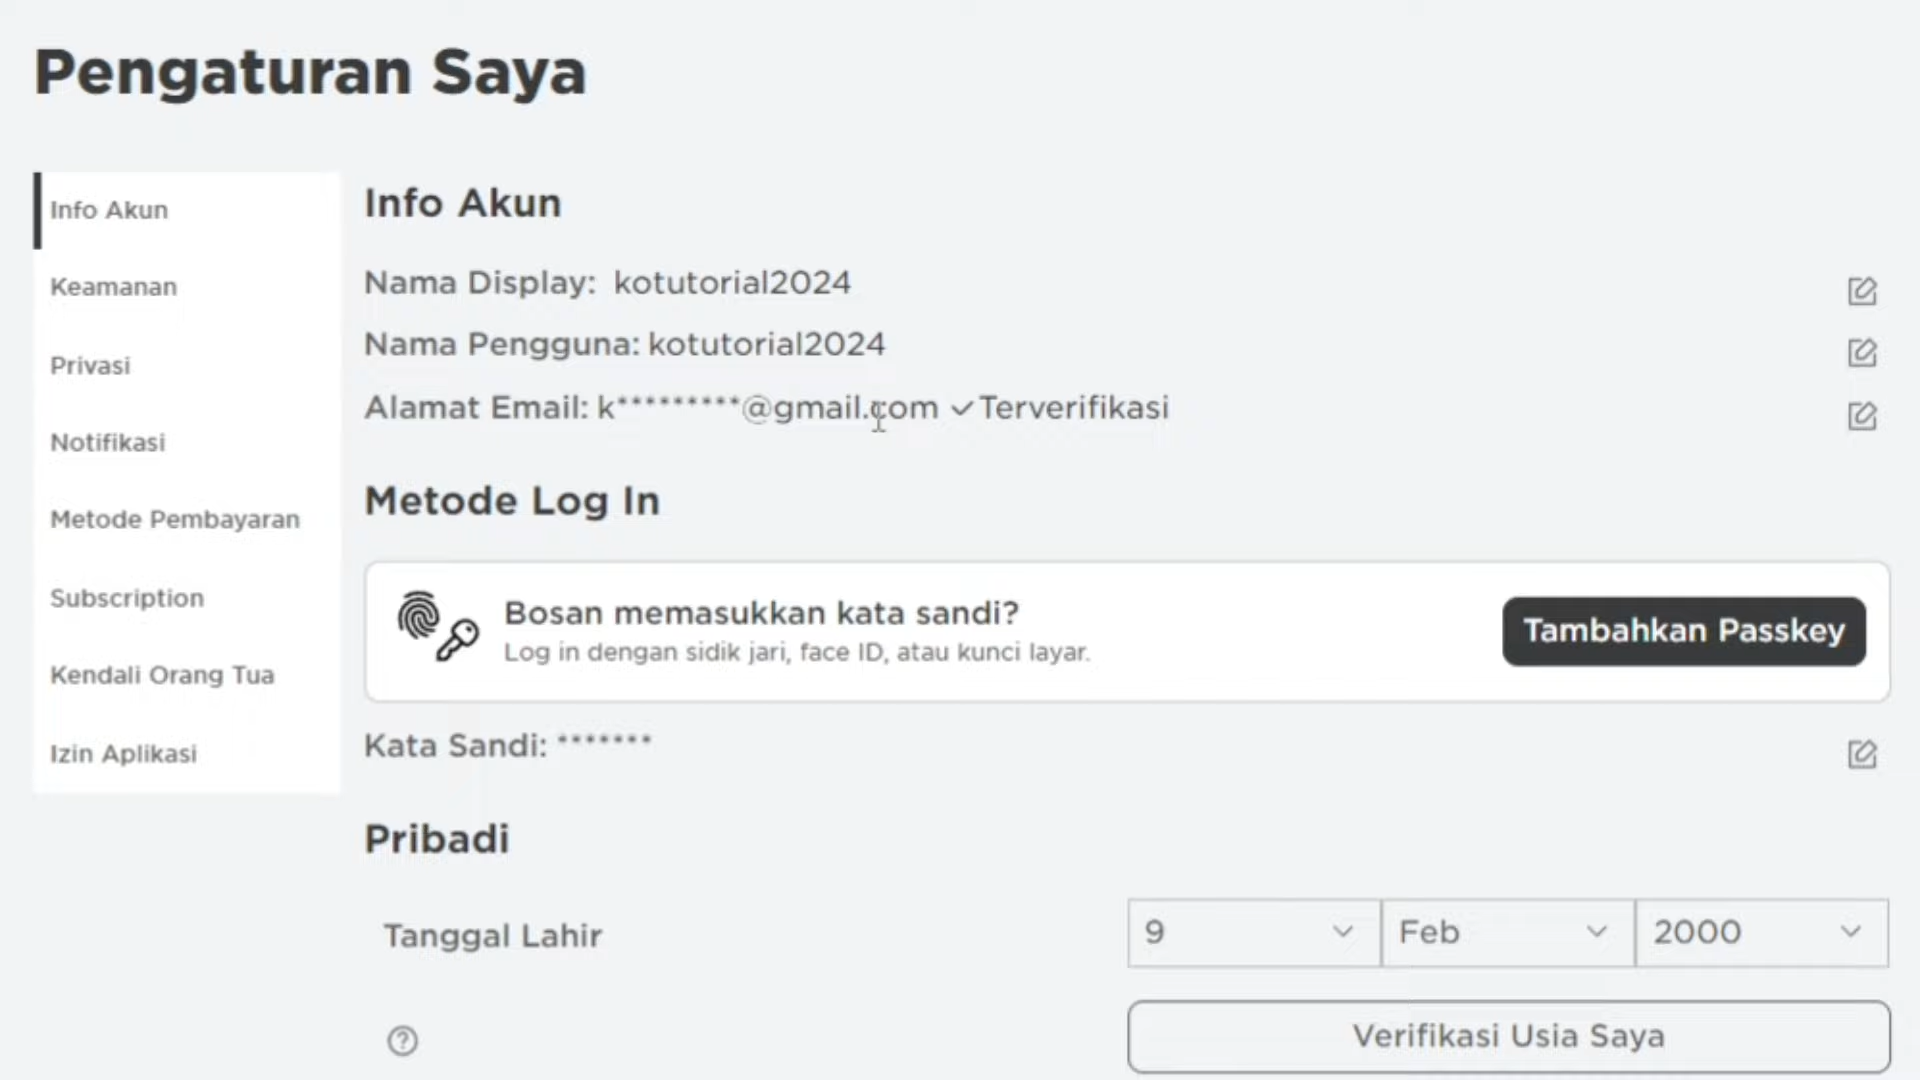 Pengaturan Saya
Info Akun
Keamanan
Privasi
Notifikasi
Metode Pembayaran
Subscription
Kendali Orang Tua
Izin Aplikasi
Info Akun
Nama Display: kotutorial2024
Nama Pengguna: kotutorial2024
Alamat Email: k*********@gmail.com ✓Terverifikasi
Metode Log In
Bosan memasukkan kata sandi?
Log in dengan sidik jari, face ID, atau kunci layar.
Tambahkan Passkey
Kata Sandi: *******
Pribadi
Tanggal Lahir
9 Feb 2000
Verifikasi Usia Saya